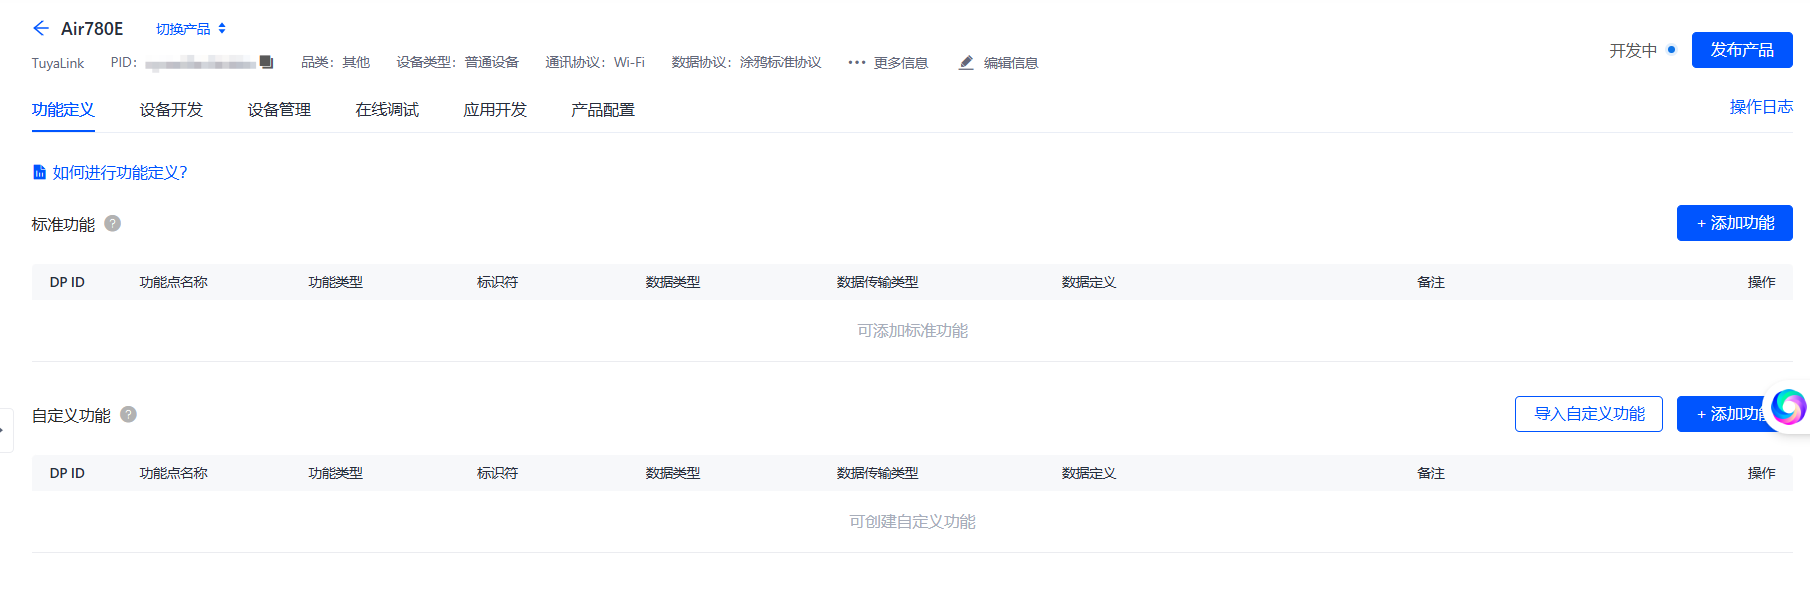 Air780E 切换产品
TuyaLink PID: 品类：其他 设备类型：普通设备 通讯协议：Wi-Fi 数据协议：涂鸦标准协议 ··· 更多信息 编辑信息
开发中 发布产品
功能定义 设备开发 设备管理 在线调试 应用开发 产品配置 操作日志
如何进行功能定义?
标准功能 ? + 添加功能
DP ID 功能点名称 功能类型 标识符 数据类型 数据传输类型 数据定义 备注 操作
可添加标准功能
自定义功能 ? 导入自定义功能 + 添加功能
DP ID 功能点名称 功能类型 标识符 数据类型 数据传输类型 数据定义 备注 操作
可创建自定义功能